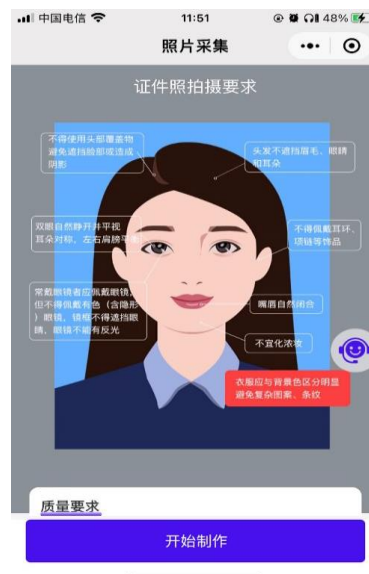 中国电信
11:51
48%
照片采集
证件照拍摄要求
不得使用头部覆盖物
避免遮挡脸部或造成
阴影
头发不遮挡眉毛、眼睛
和耳朵
双眼自然睁开并平视
耳朵对称，左右肩膀平衡
不得佩戴耳环、
项链等饰品
常戴眼镜者应佩戴眼镜，
但不得佩戴有色（含隐形
）眼镜，镜框不得遮挡眼
睛，眼镜不能有反光
嘴唇自然闭合
不宜化浓妆
衣服应与背景色区分明显
避免复杂图案、条纹
质量要求
开始制作